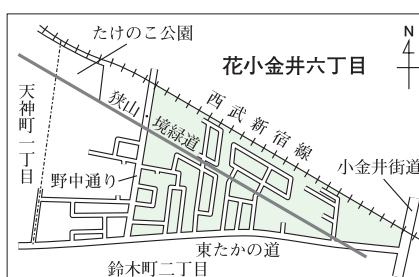 たけのこ公園
N
花小金井六丁目
天神町一丁目
狭山・境緑道
西武新宿線
小金井街道
野中通り
東たかの道
鈴木町二丁目